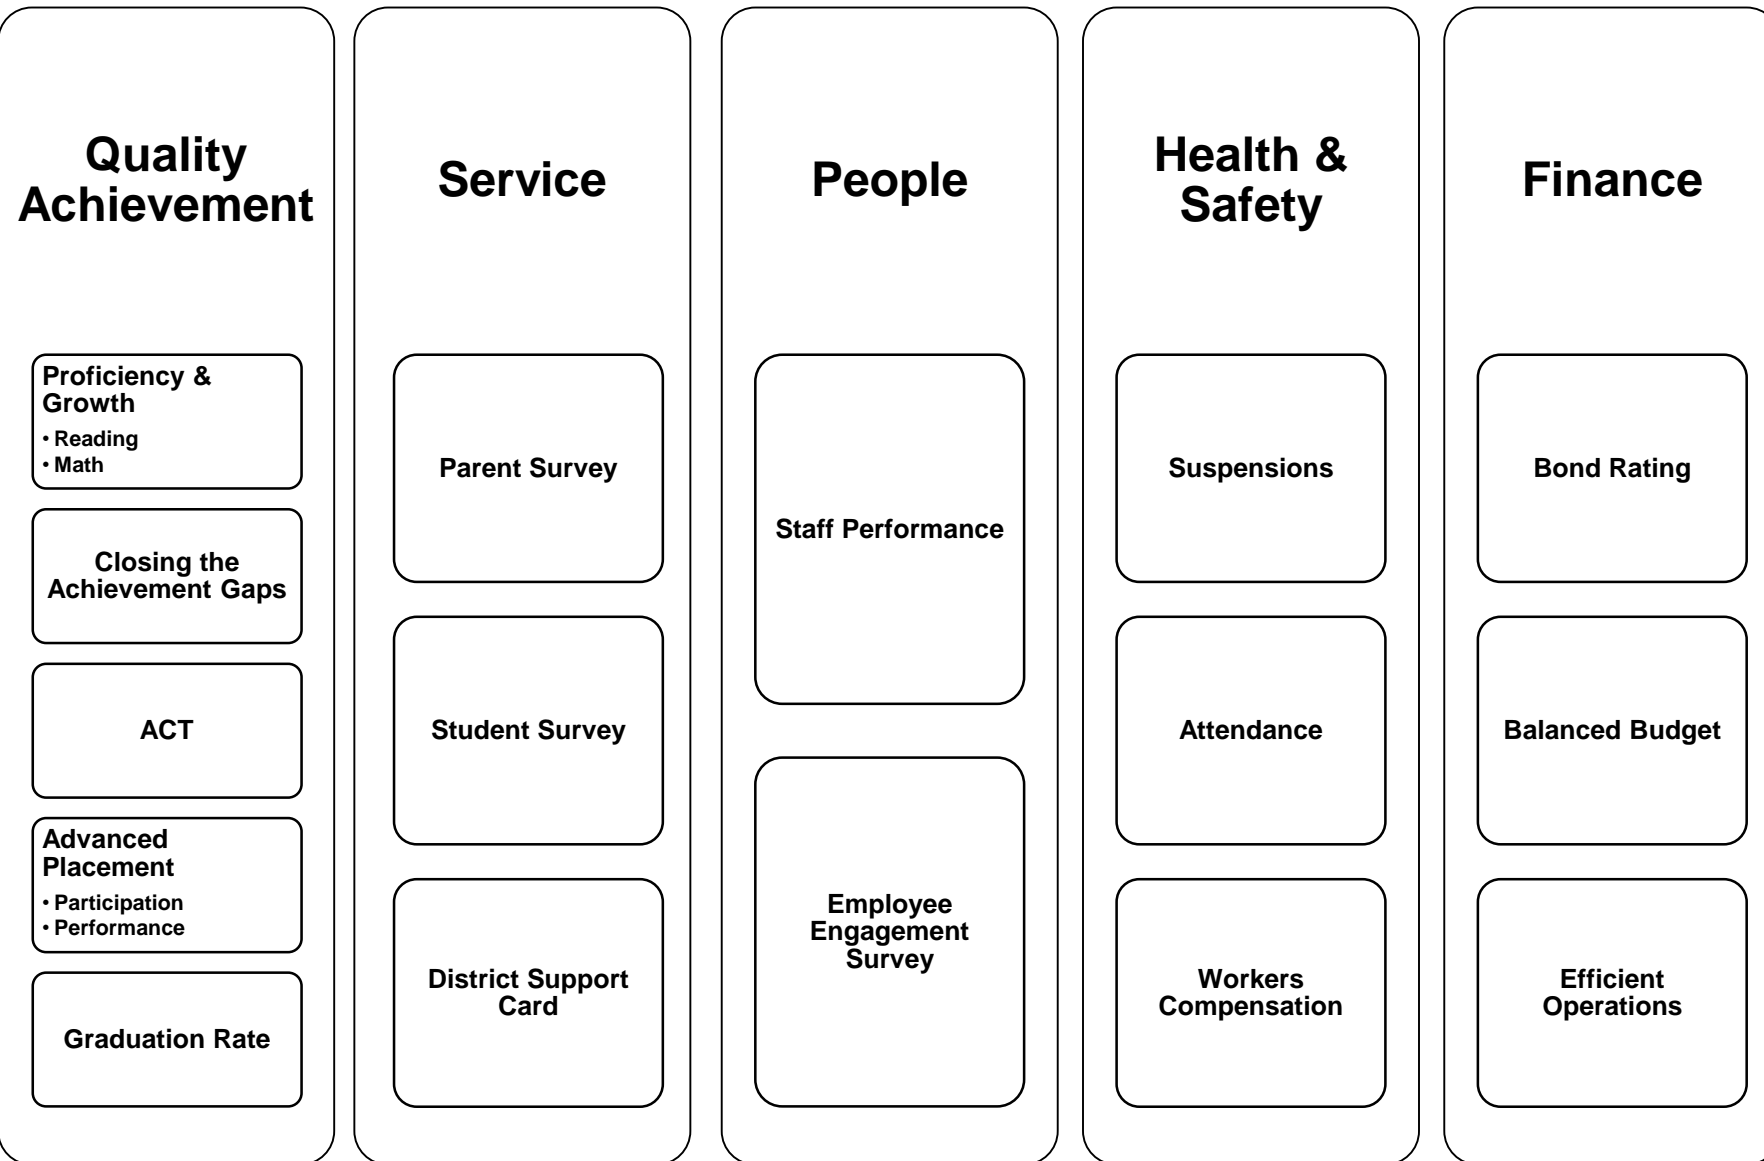 Quality
Achievement
Proficiency &
Growth
• Reading
• Math
Closing the
Achievement Gaps
ACT
Advanced
Placement
• Participation
• Performance
Graduation Rate
Service
Parent Survey
Student Survey
District Support
Card
People
Staff Performance
Employee
Engagement
Survey
Health &
Safety
Suspensions
Attendance
Workers
Compensation
Finance
Bond Rating
Balanced Budget
Efficient
Operations